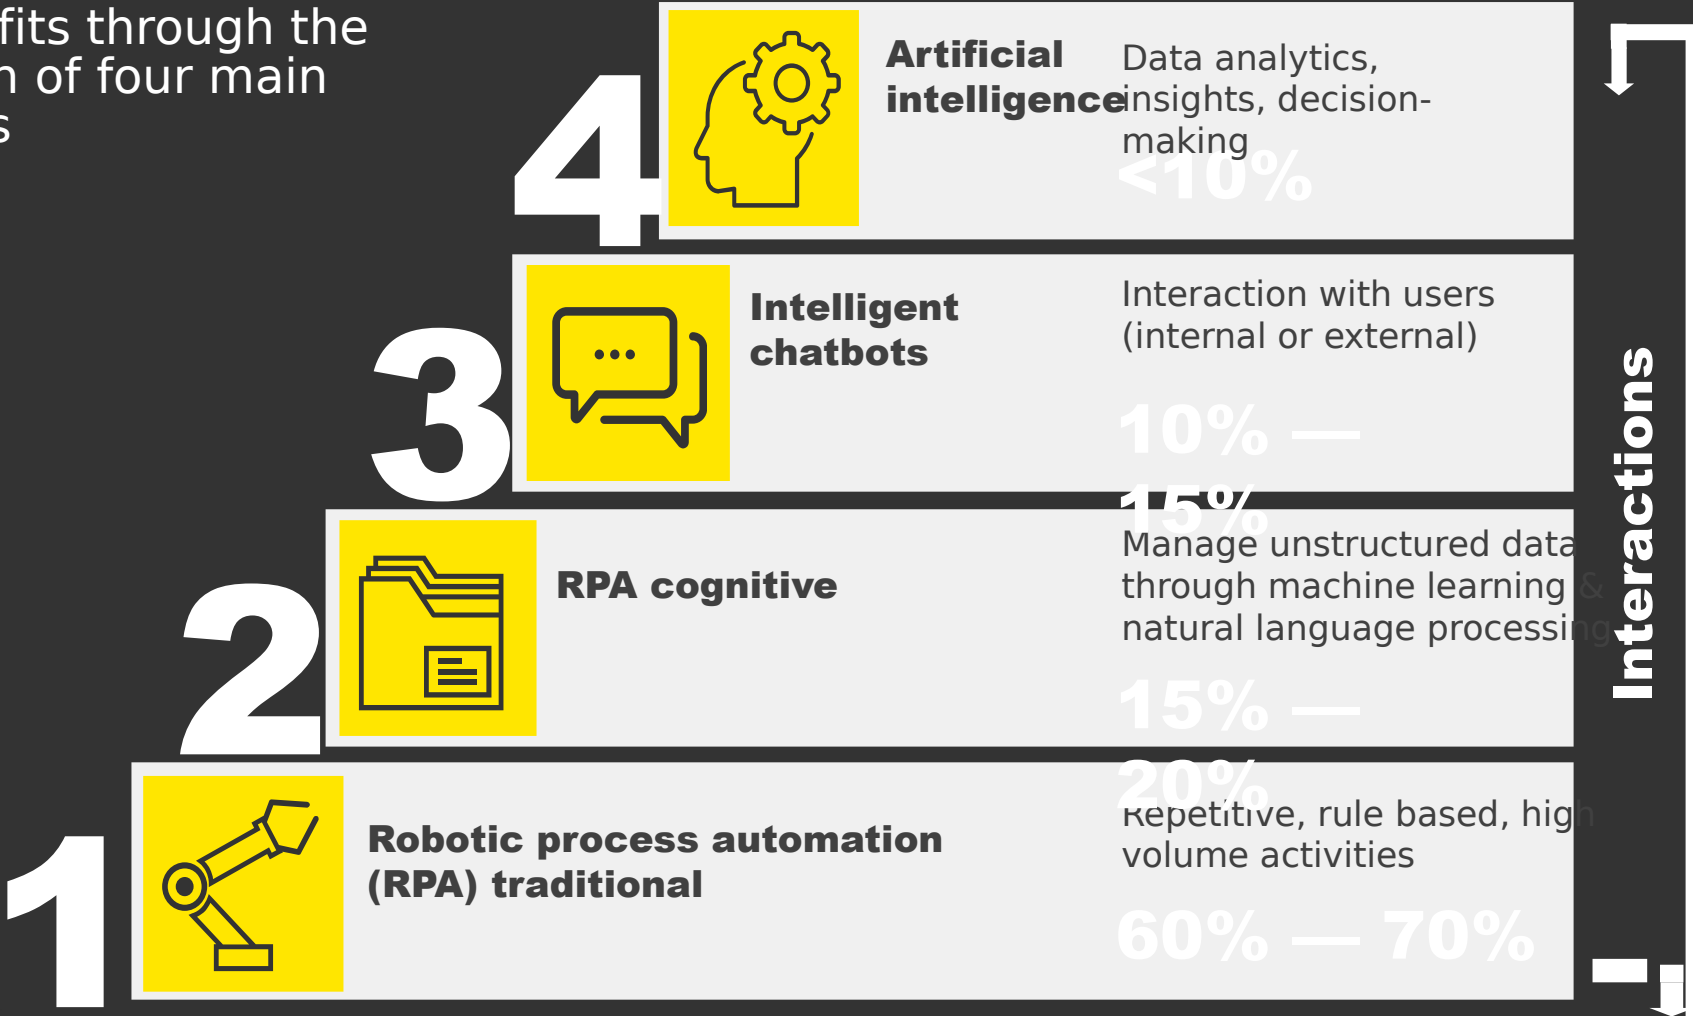 fits through the
n of four main
s
4
Artificial
intelligence
Data analytics,
insights, decision-
making
<10%
3
Intelligent
chatbots
Interaction with users
(internal or external)
10% —
15%
2
RPA cognitive
Manage unstructured data
through machine learning &
natural language processing
15% —
20%
1
Robotic process automation
(RPA) traditional
Repetitive, rule based, high
volume activities
60% — 70%
Interactions